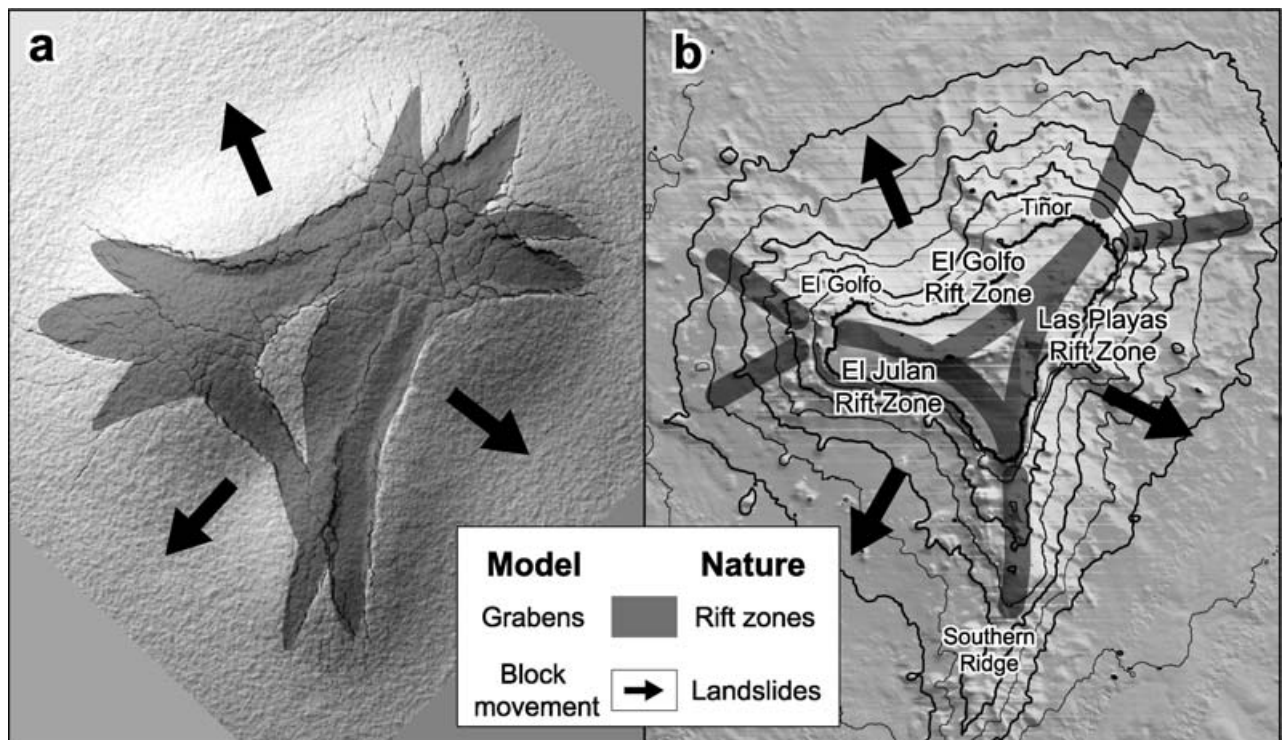 a
b
Tiñor
El Golfo
El Golfo
Rift Zone
Las Playas
Rift Zone
El Julan
Rift Zone
Southern
Ridge
Model Nature
Grabens Rift zones
Block
movement Landslides